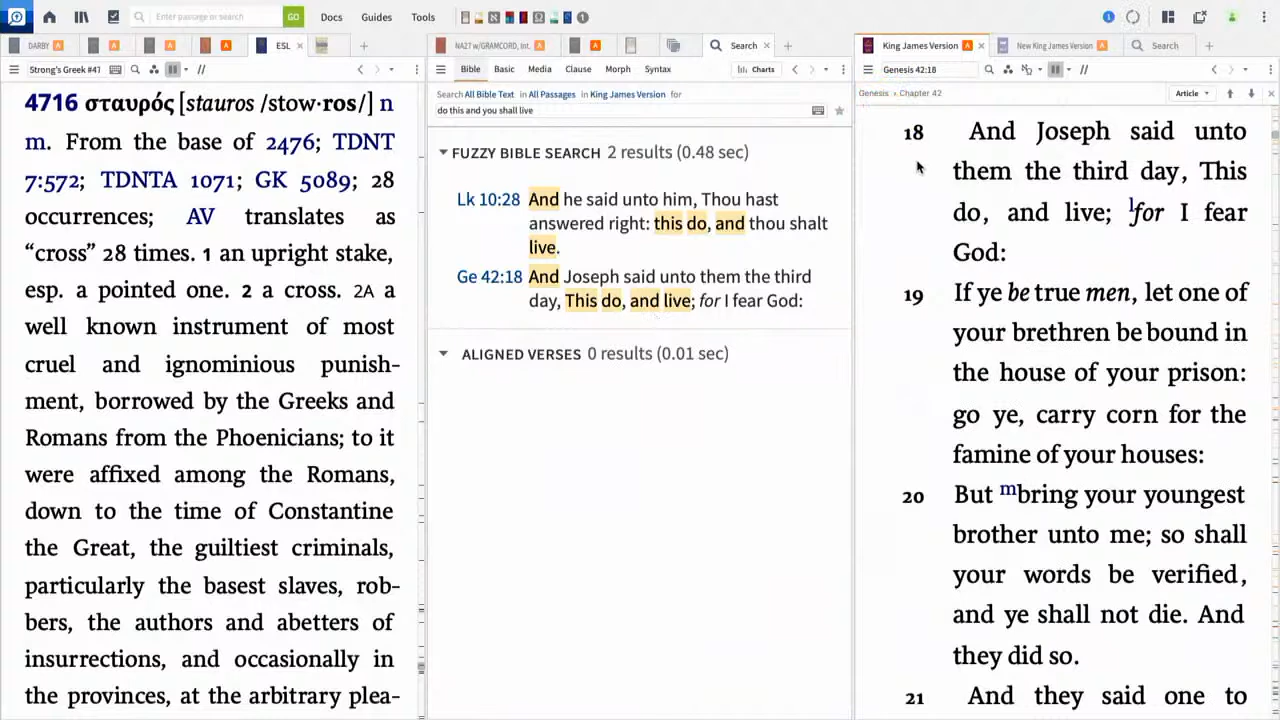 Enter passage or search
GO
Docs
Guides
Tools
1
1
DARBY A
A
A
A
ESL ×
+
Strong's Greek #4
4716 σταυρός [stauros /stow·ros/] n
m. From the base of 2476; TDNT
7:572; TDNTA 1071; GK 5089; 28
occurrences; AV translates as
“cross” 28 times. 1 an upright stake,
esp. a pointed one. 2 a cross. 2A a
well known instrument of most
cruel and ignominious punish-
ment, borrowed by the Greeks and
Romans from the Phoenicians; to it
were affixed among the Romans,
down to the time of Constantine
the Great, the guiltiest criminals,
particularly the basest slaves, rob-
bers, the authors and abetters of
insurrections, and occasionally in
the provinces, at the arbitrary plea-
NA27 w/GRAMCORD, Int. A
A
Search ×
+
Bible Basic Media Clause Morph Syntax
Charts
Search All Bible Text in All Passages in King James Version for
do this and you shall live
FUZZY BIBLE SEARCH 2 results (0.48 sec)
Lk 10:28 And he said unto him, Thou hast
answered right: this do, and thou shalt
live.
Ge 42:18 And Joseph said unto them the third
day, This do, and live; for I fear God:
ALIGNED VERSES 0 results (0.01 sec)
King James Version A ×
New King James Version A
Search
+
Genesis 42:18
Genesis › Chapter 42
Article
18 And Joseph said unto
them the third day, This
do, and live; lfor I fear
God:
19 If ye be true men, let one of
your brethren be bound in
the house of your prison:
go ye, carry corn for the
famine of your houses:
20 But mbring your youngest
brother unto me; so shall
your words be verified,
and ye shall not die. And
they did so.
21 And they said one to